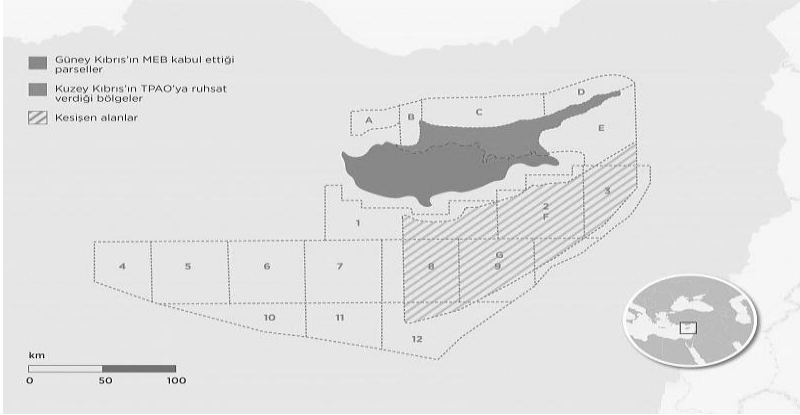 Güney Kıbrıs'ın MEB kabul ettiği
parseller
Kuzey Kıbrıs'ın TPAO'ya ruhsat
verdiği bölgeler
Kesişen alanlar
D
A
B
C
E
3
2
F
1
G
4
5
6
7
8
9
10
11
12
km
0
50
100